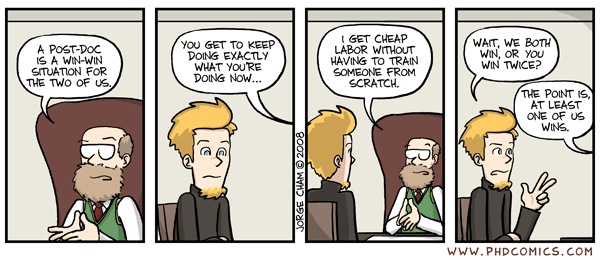 A POST-DOC
IS A WIN-WIN
SITUATION FOR
THE TWO OF US.
YOU GET TO KEEP
DOING EXACTLY
WHAT YOU'RE
DOING NOW...
JORGE CHAM © 2008
I GET CHEAP
LABOR WITHOUT
HAVING TO TRAIN
SOMEONE FROM
SCRATCH.
WAIT, WE BOTH
WIN, OR YOU
WIN TWICE?
THE POINT IS,
AT LEAST
ONE OF US
WINS.
WWW.PHDCOMICS.COM